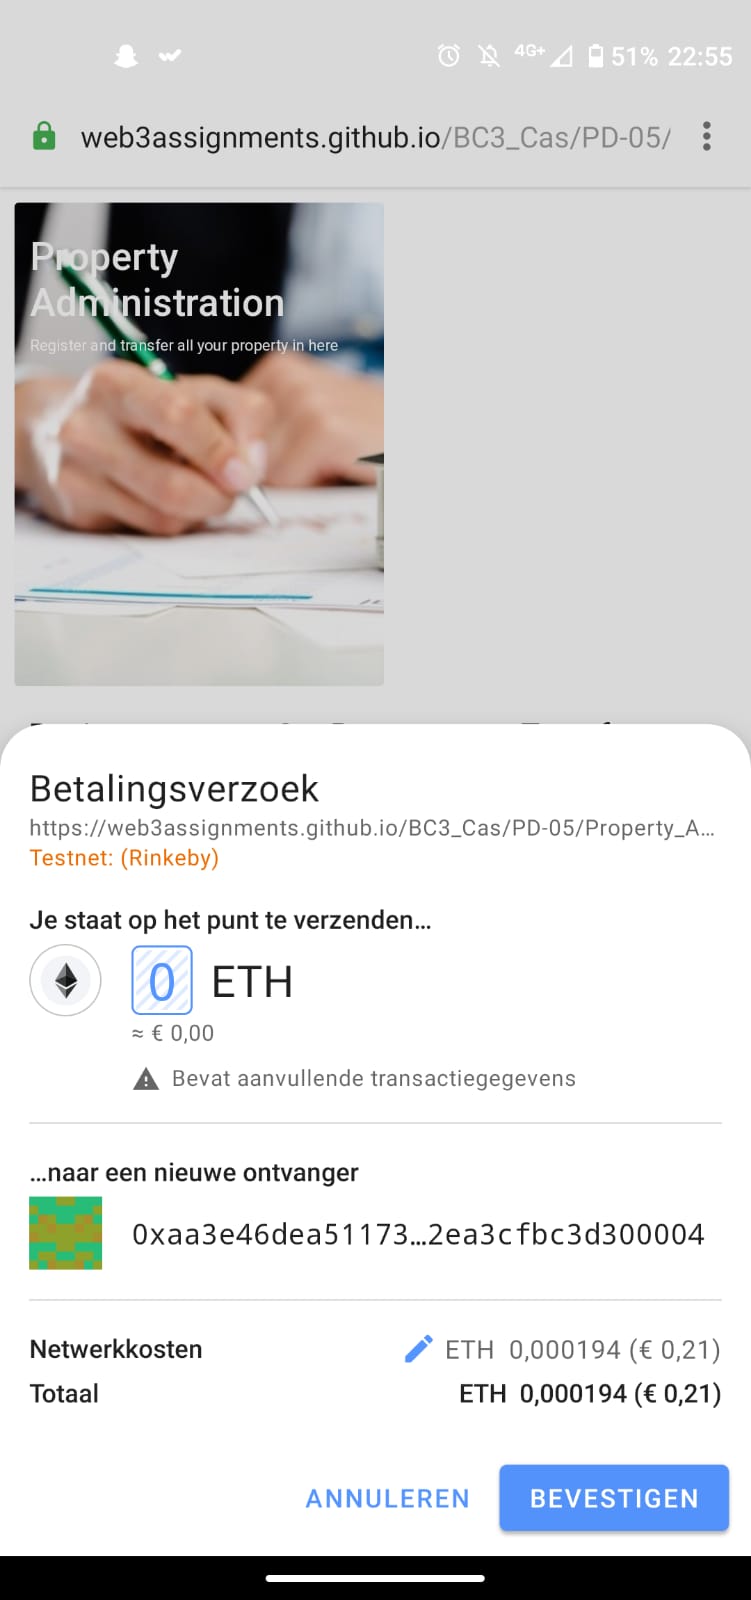 4G+ 51% 22:55
web3assignments.github.io/BC3_Cas/PD-05/
Property
Administration
Register and transfer all your property in here
Betalingsverzoek
https://web3assignments.github.io/BC3_Cas/PD-05/Property_A…
Testnet: (Rinkeby)
Je staat op het punt te verzenden…
0 ETH
≈ € 0,00
Bevat aanvullende transactiegegevens
…naar een nieuwe ontvanger
0xaa3e46dea51173…2ea3cfbc3d300004
Netwerkkosten ETH 0,000194 (€ 0,21)
Totaal ETH 0,000194 (€ 0,21)
ANNULEREN BEVESTIGEN